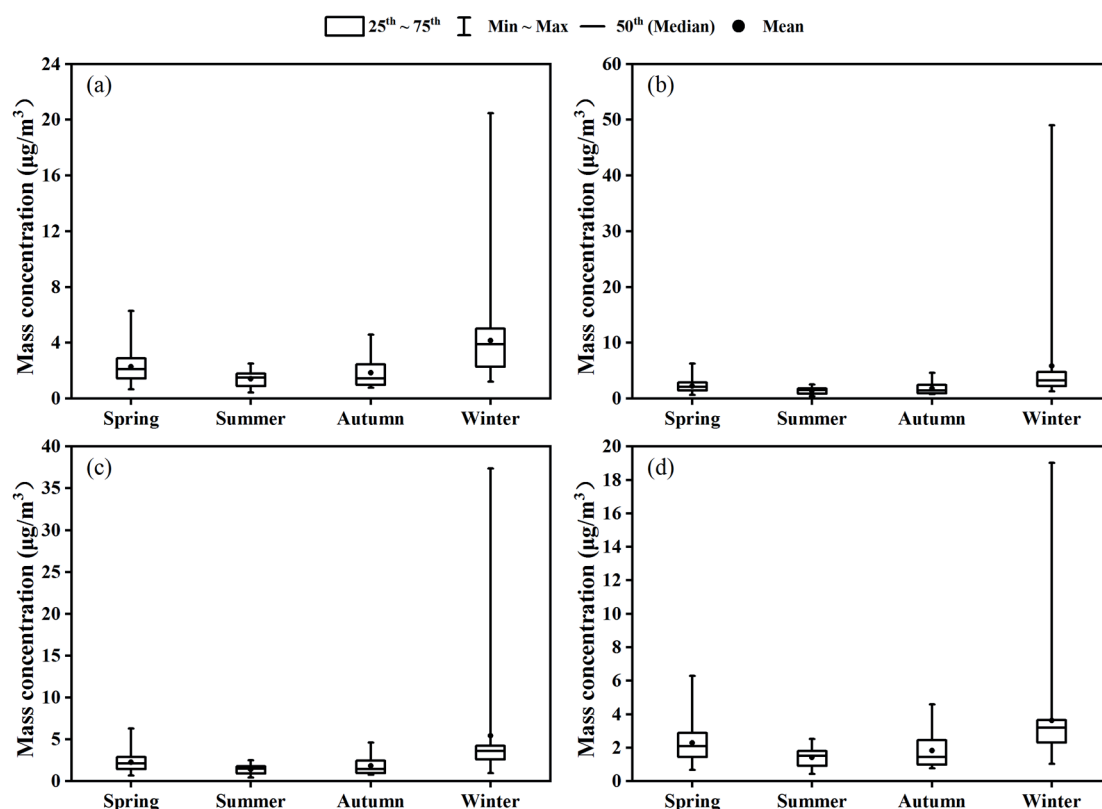 25th ~ 75th Min ~ Max 50th (Median) Mean
(a)
Mass concentration (μg/m3)
24
20
16
12
8
4
0
Spring Summer Autumn Winter
(b)
Mass concentration (μg/m3)
60
50
40
30
20
10
0
Spring Summer Autumn Winter
(c)
Mass concentration (μg/m3)
40
35
30
25
20
15
10
5
0
Spring Summer Autumn Winter
(d)
Mass concentration (μg/m3)
20
18
16
14
12
10
8
6
4
2
0
Spring Summer Autumn Winter